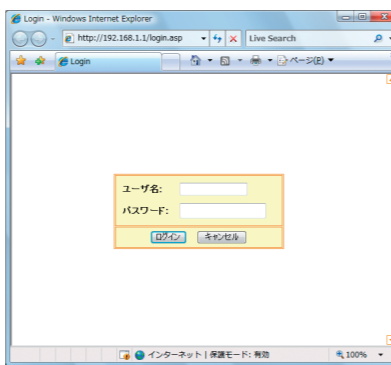 Login - Windows Internet Explorer
http://192.168.1.1/login.asp Live Search
Login ページ(P)
ユーザ名:
パスワード:
ログイン キャンセル
インターネット | 保護モード: 有効 100%